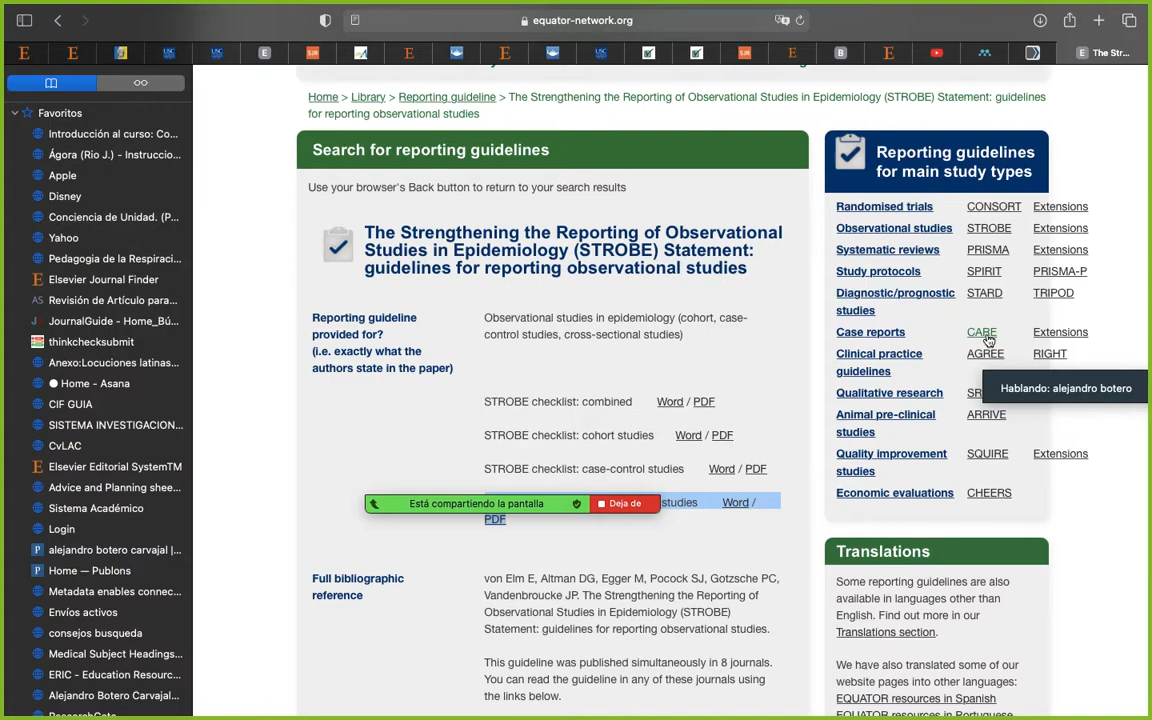 equator-network.org
The Str...
Favoritos
Introducción al curso: Co...
Ágora (Rio J.) - Instruccio...
Apple
Disney
Conciencia de Unidad. (P...
Yahoo
Pedagogia de la Respiraci...
Elsevier Journal Finder
AS Revisión de Artículo para...
JournalGuide - Home_Bú...
thinkchecksubmit
Anexo:Locuciones latinas...
Home - Asana
CIF GUIA
SISTEMA INVESTIGACION...
CvLAC
Elsevier Editorial SystemTM
Advice and Planning shee...
Sistema Académico
Login
alejandro botero carvajal |...
Home — Publons
Metadata enables connec...
Envíos activos
consejos busqueda
Medical Subject Headings...
ERIC - Education Resourc...
Alejandro Botero Carvajal...
Home > Library > Reporting guideline > The Strengthening the Reporting of Observational Studies in Epidemiology (STROBE) Statement: guidelines
for reporting observational studies
Search for reporting guidelines
Use your browser's Back button to return to your search results
The Strengthening the Reporting of Observational
Studies in Epidemiology (STROBE) Statement:
guidelines for reporting observational studies
Reporting guideline
provided for?
(i.e. exactly what the
authors state in the paper)
Observational studies in epidemiology (cohort, case-
control studies, cross-sectional studies)
STROBE checklist: combined Word / PDF
STROBE checklist: cohort studies Word / PDF
STROBE checklist: case-control studies Word / PDF
Está compartiendo la pantalla Deja de
studies Word /
PDF
Full bibliographic
reference
von Elm E, Altman DG, Egger M, Pocock SJ, Gotzsche PC,
Vandenbroucke JP. The Strengthening the Reporting of
Observational Studies in Epidemiology (STROBE)
Statement: guidelines for reporting observational studies.
This guideline was published simultaneously in 8 journals.
You can read the guideline in any of these journals using
the links below.
Reporting guidelines
for main study types
Randomised trials CONSORT Extensions
Observational studies STROBE Extensions
Systematic reviews PRISMA Extensions
Study protocols SPIRIT PRISMA-P
Diagnostic/prognostic STARD TRIPOD
studies
Case reports CARE Extensions
Clinical practice AGREE RIGHT
guidelines
Hablando: alejandro botero
Qualitative research SR
Animal pre-clinical ARRIVE
studies
Quality improvement SQUIRE Extensions
studies
Economic evaluations CHEERS
Translations
Some reporting guidelines are also
available in languages other than
English. Find out more in our
Translations section.
We have also translated some of our
website pages into other languages:
EQUATOR resources in Spanish
EQUATOR resources in Portuguese